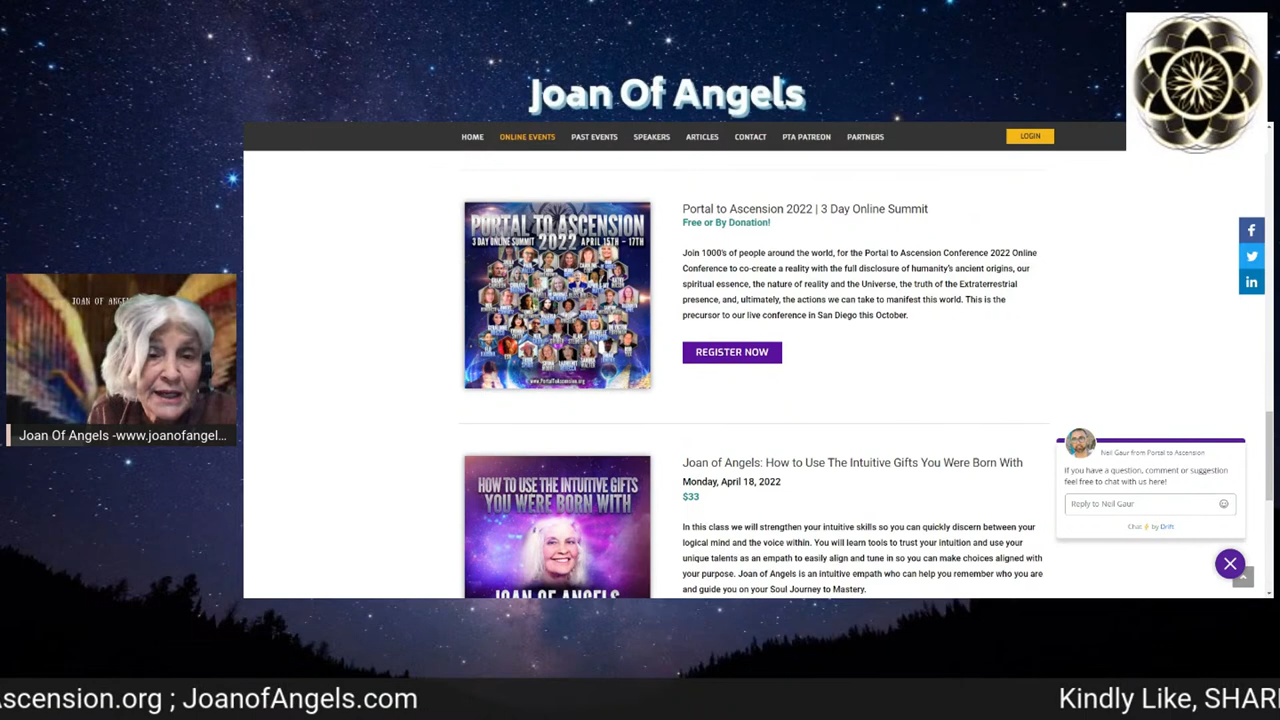 Joan Of Angels
HOME ONLINE EVENTS PAST EVENTS SPEAKERS ARTICLES CONTACT PTA PATREON PARTNERS LOGIN
PORTAL TO ASCENSION
3 DAY ONLINE SUMMIT 2022 APRIL 15TH - 17TH
www.PortalToAscension.org
Portal to Ascension 2022 | 3 Day Online Summit
Free or By Donation!
Join 1000's of people around the world, for the Portal to Ascension Conference 2022 Online
Conference to co-create a reality with the full disclosure of humanity's ancient origins, our
spiritual essence, the nature of reality and the Universe, the truth of the Extraterrestrial
presence, and, ultimately, the actions we can take to manifest this world. This is the
precursor to our live conference in San Diego this October.
REGISTER NOW
JOAN OF ANGELS
Joan Of Angels -www.joanofangel...
HOW TO USE THE INTUITIVE GIFTS
YOU WERE BORN WITH
JOAN OF ANGELS
Joan of Angels: How to Use The Intuitive Gifts You Were Born With
Monday, April 18, 2022
$33
In this class we will strengthen your intuitive skills so you can quickly discern between your
logical mind and the voice within. You will learn tools to trust your intuition and use your
unique talents as an empath to easily align and tune in so you can make choices aligned with
your purpose. Joan of Angels is an intuitive empath who can help you remember who you are
and guide you on your Soul Journey to Mastery.
Neil Gaur from Portal to Ascension
If you have a question, comment or suggestion
feel free to chat with us here!
Reply to Neil Gaur
Chat ⚡ by Drift
Ascension.org ; JoanofAngels.com
Kindly Like, SHAR